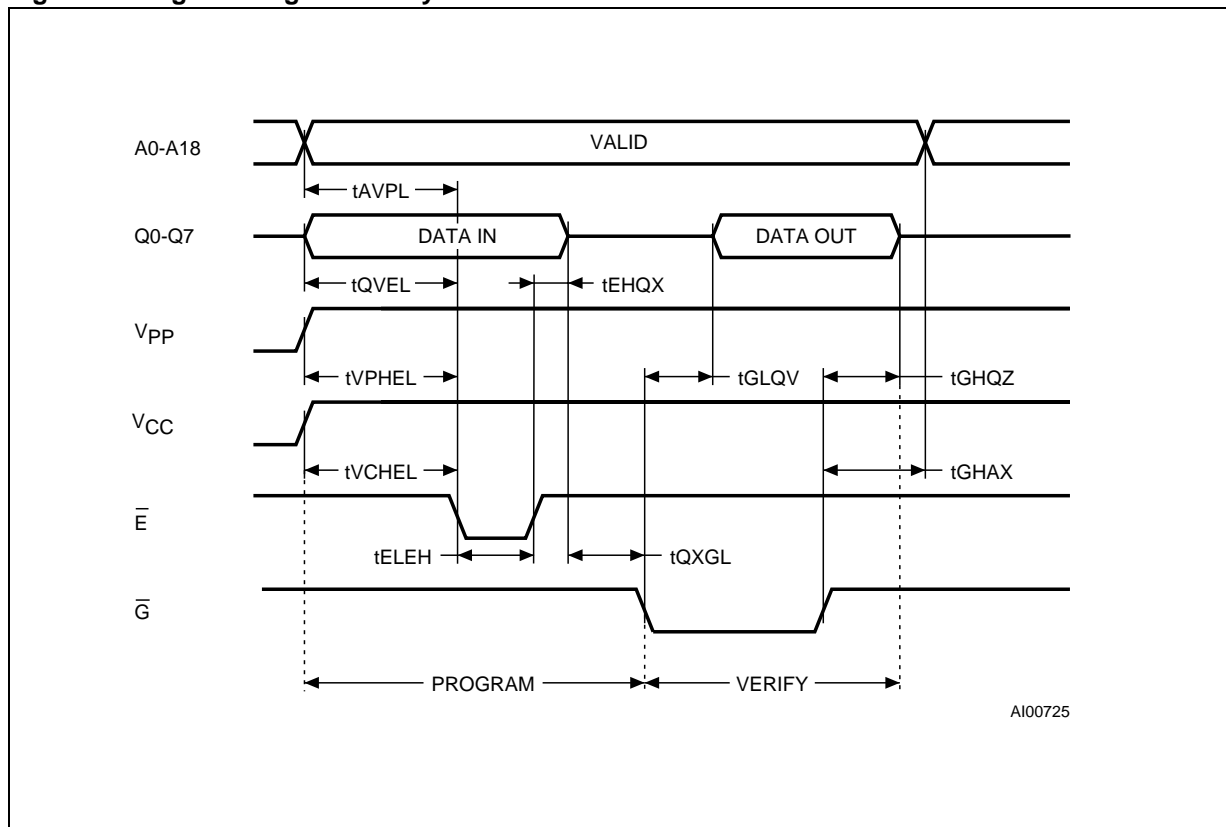 A0-A18
VALID
tAVPL
Q0-Q7
DATA IN
DATA OUT
tQVEL
tEHQX
VPP
tVPHEL
tGLQV
tGHQZ
VCC
tVCHEL
tGHAX
E̅
tELEH
tQXGL
G̅
PROGRAM
VERIFY
AI00725